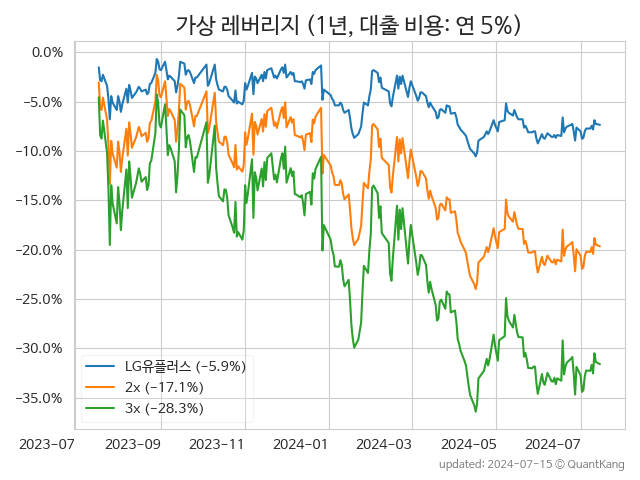 가상 레버리지 (1년, 대출 비용: 연 5%)
0.0%
−5.0%
−10.0%
−15.0%
−20.0%
−25.0%
−30.0%
−35.0%
LG유플러스 (−5.9%)
2x (−17.1%)
3x (−28.3%)
2023-07 2023-09 2023-11 2024-01 2024-03 2024-05 2024-07
updated: 2024-07-15 © QuantKang